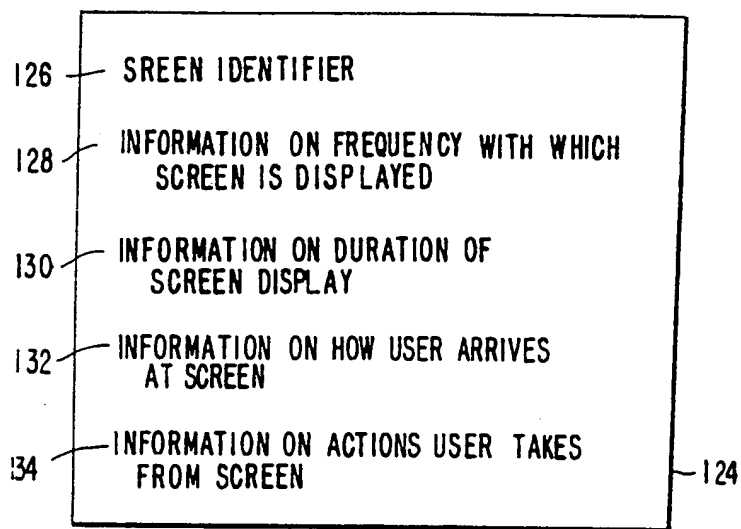 126 SREEN IDENTIFIER
128 INFORMATION ON FREQUENCY WITH WHICH
SCREEN IS DISPLAYED
130 INFORMATION ON DURATION OF
SCREEN DISPLAY
132 INFORMATION ON HOW USER ARRIVES
AT SCREEN
134 INFORMATION ON ACTIONS USER TAKES
FROM SCREEN 124